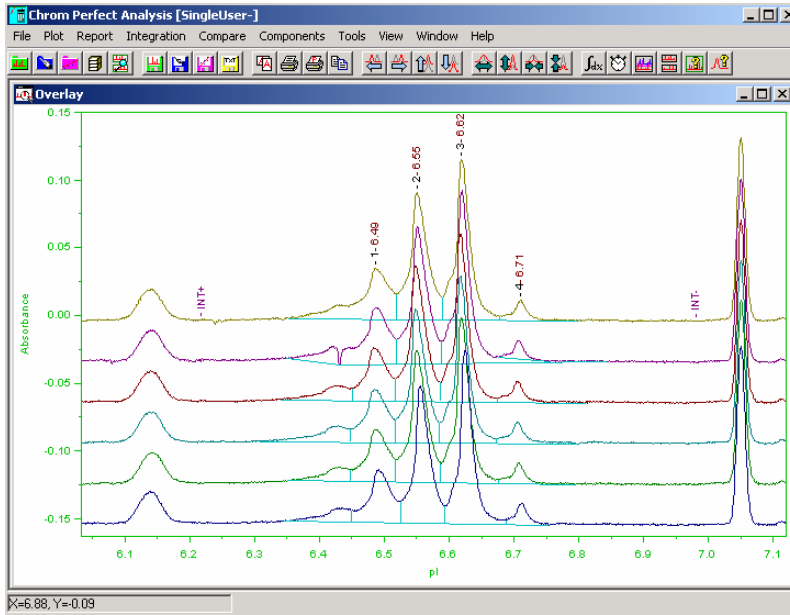 Chrom Perfect Analysis [SingleUser-]
File Plot Report Integration Compare Components Tools View Window Help
Overlay
0.15
0.10
0.05
0.00
-0.05
-0.10
-0.15
Absorbance
- INT+
- 1- 6.49
- 2- 6.55
- 3- 6.62
- 4-6.71
- INT-
6.1 6.2 6.3 6.4 6.5 6.6 6.7 6.8 6.9 7.0 7.1
pI
X=6.88, Y=-0.09